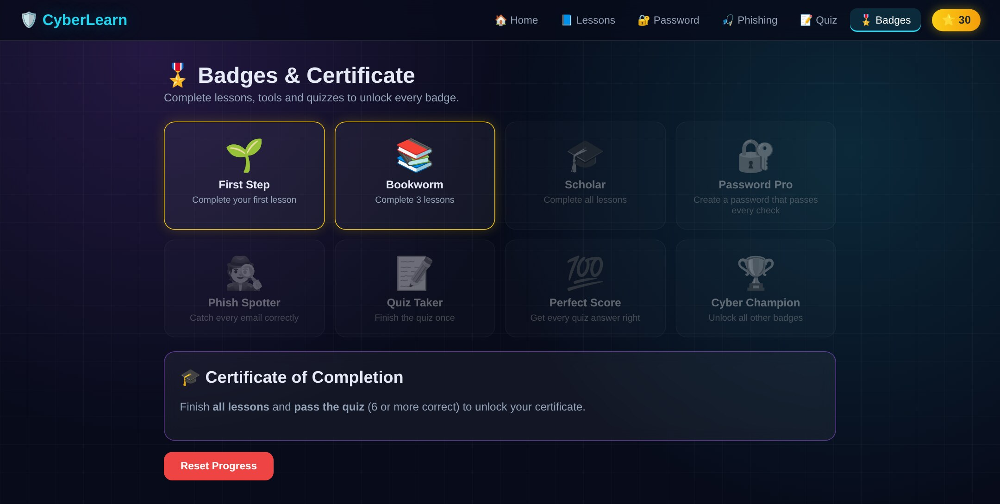 🛡️ CyberLearn
🏠 Home
📘 Lessons
🔐 Password
🎣 Phishing
📝 Quiz
🎖️ Badges
⭐ 30
🎖️ Badges & Certificate
Complete lessons, tools and quizzes to unlock every badge.
First Step
Complete your first lesson
Bookworm
Complete 3 lessons
Scholar
Complete all lessons
Password Pro
Create a password that passes
every check
Phish Spotter
Catch every email correctly
Quiz Taker
Finish the quiz once
💯
Perfect Score
Get every quiz answer right
Cyber Champion
Unlock all other badges
🎓 Certificate of Completion
Finish all lessons and pass the quiz (6 or more correct) to unlock your certificate.
Reset Progress